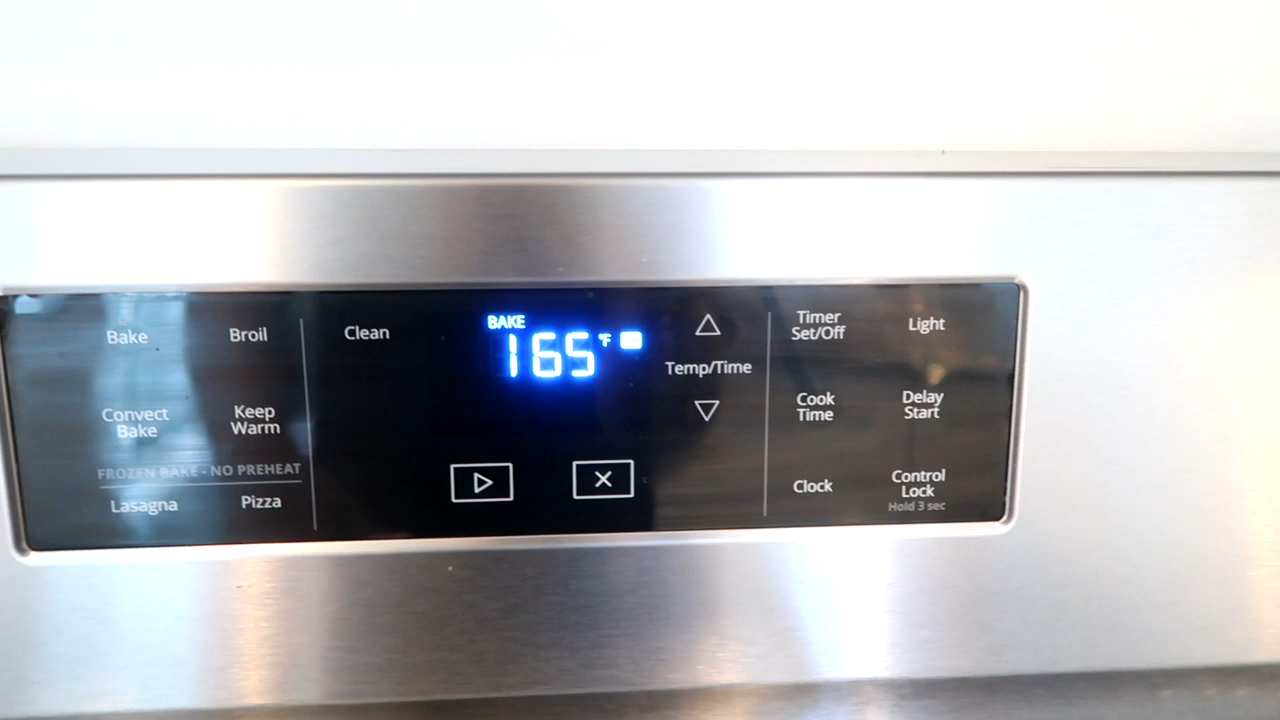 Bake
Broil
Convect
Bake
Keep
Warm
FROZEN BAKE - NO PREHEAT
Lasagna
Pizza
Clean
BAKE
165°F
Temp/Time
Timer
Set/Off
Light
Cook
Time
Delay
Start
Clock
Control
Lock
Hold 3 sec